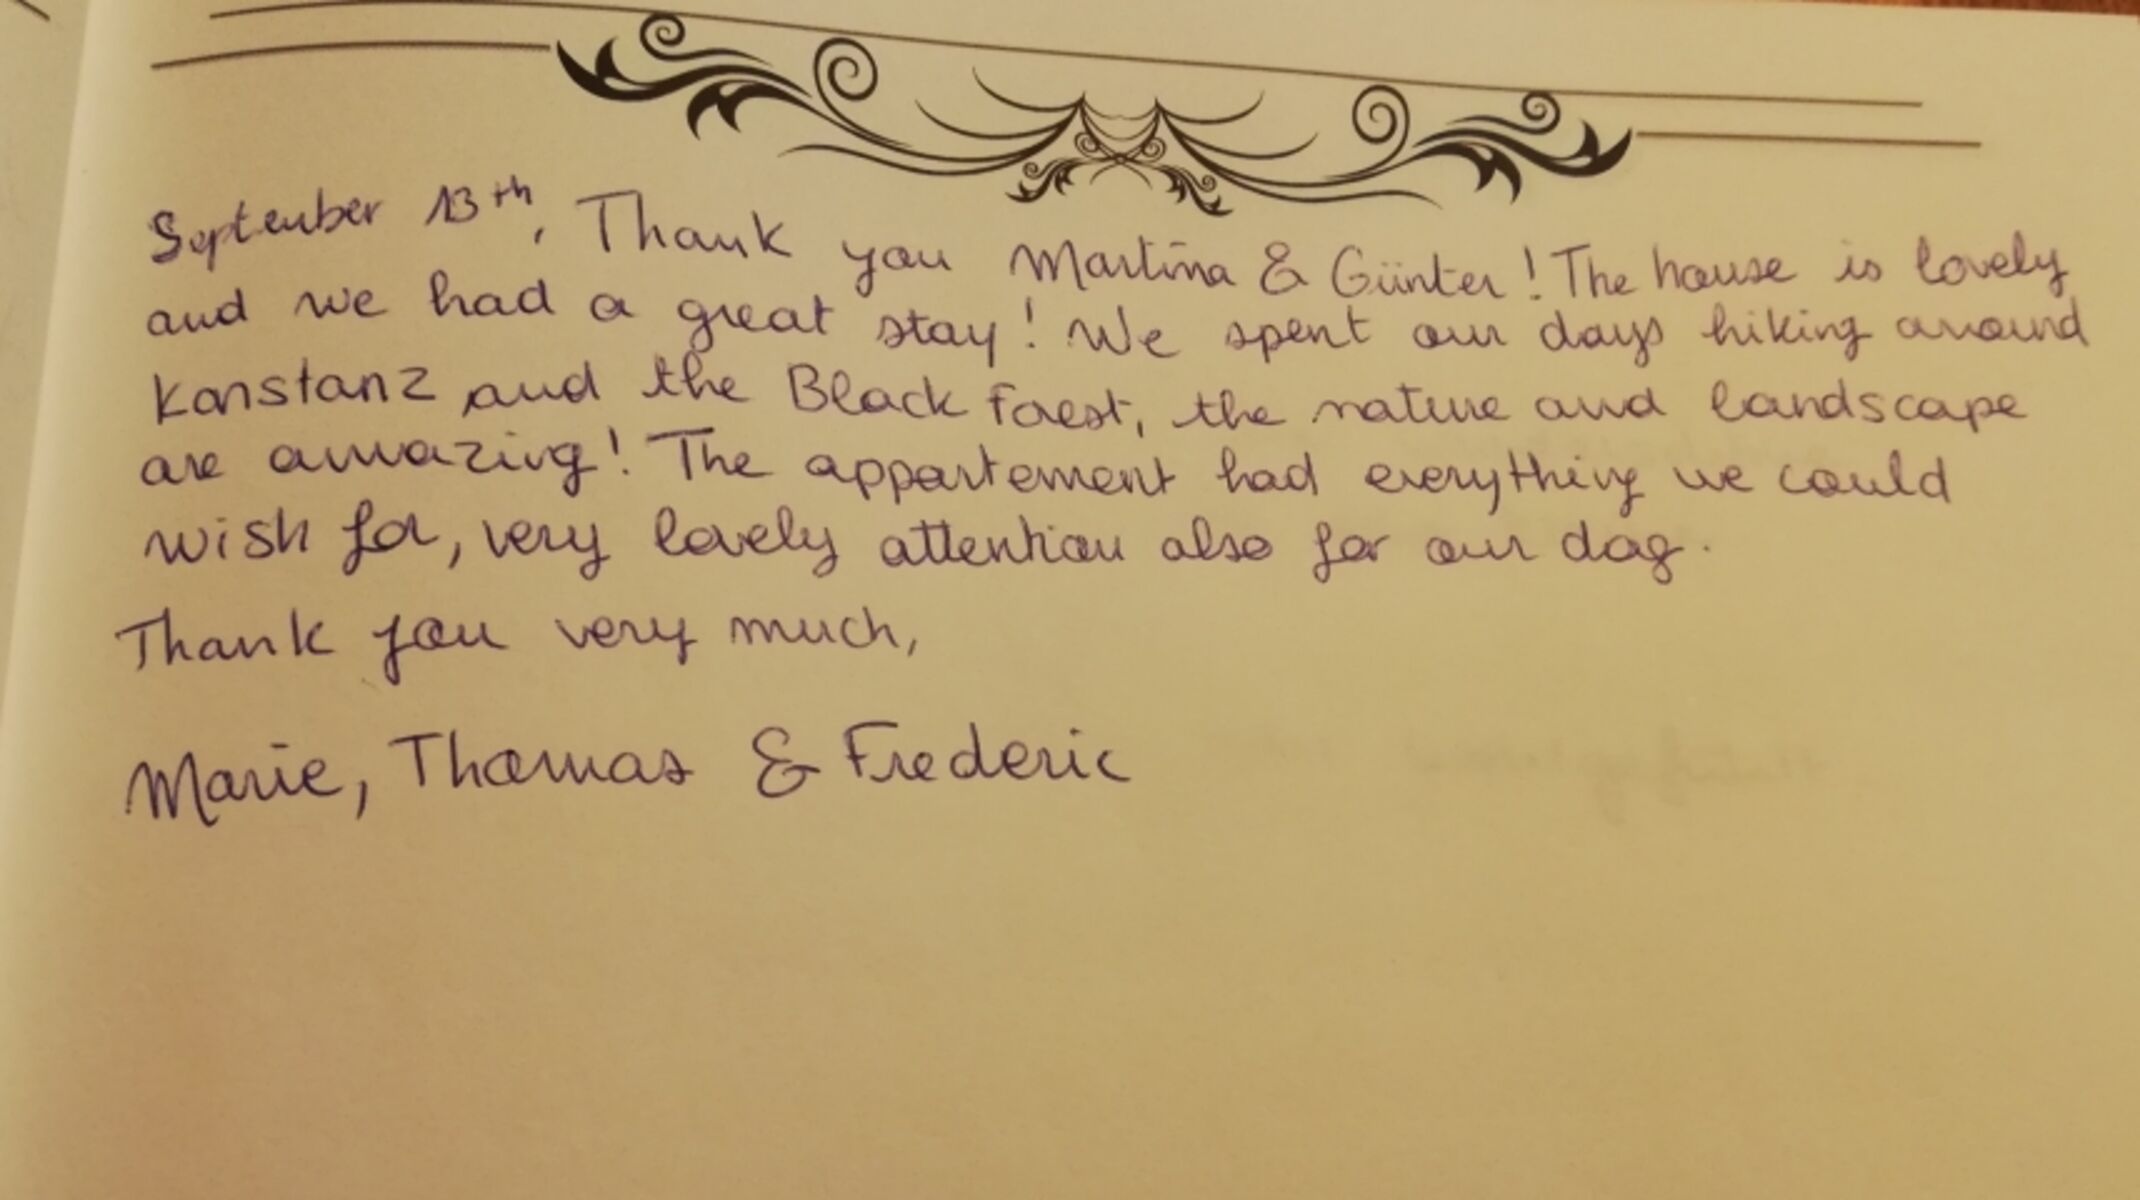 September 13th, Thank you Martina & Günter! The house is lovely
and we had a great stay! We spent our days hiking around
Konstanz and the Black Forest, the nature and landscape
are amazing! The appartement had everything we could
wish for, very lovely attention also for our dog.
Thank you very much,
Marie, Thomas & Frederic